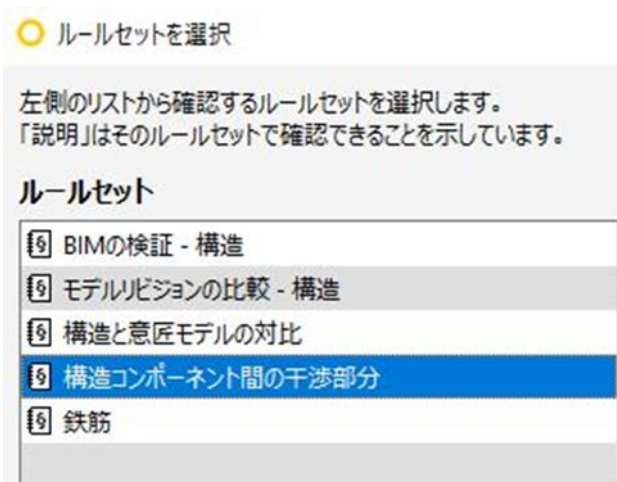 ルールセットを選択
左側のリストから確認するルールセットを選択します。
「説明」はそのルールセットで確認できることを示しています。
ルールセット
BIMの検証 - 構造
モデルリビジョンの比較 - 構造
構造と意匠モデルの対比
構造コンポーネント間の干渉部分
鉄筋